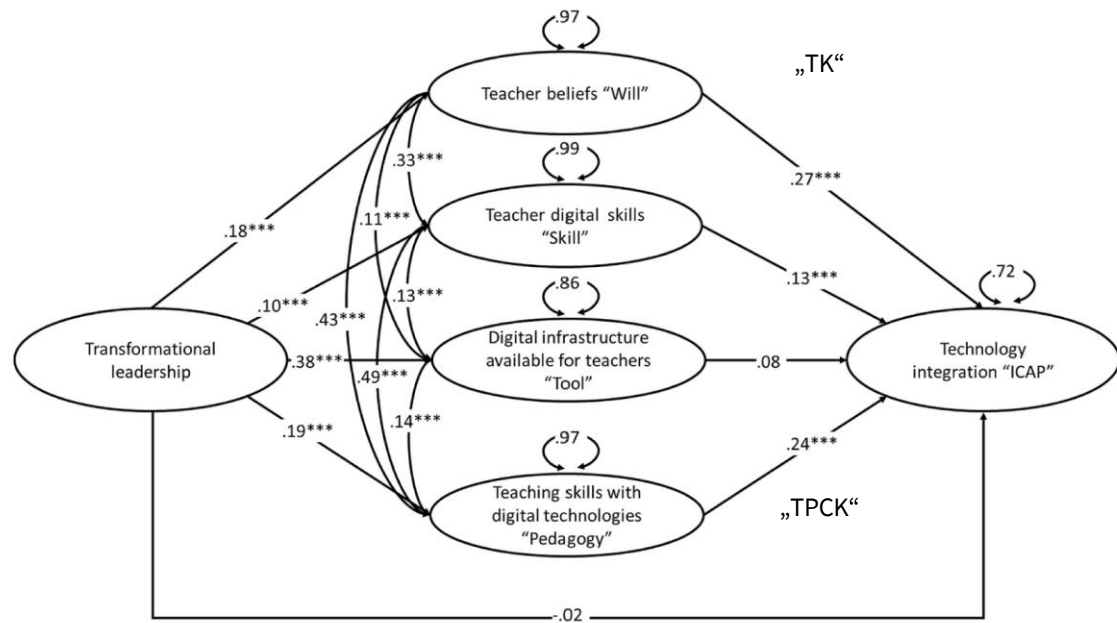 .97
„TK“
Teacher beliefs “Will”
.33***
.99
.27***
.11***
Teacher digital skills
“Skill”
.18***
.72
.10***
.13***
.86
.13***
.43***
Transformational
leadership
.38***
.49***
Digital infrastructure
available for teachers
“Tool”
.08
Technology
integration “ICAP”
.19***
.14***
.97
.24***
Teaching skills with
digital technologies
“Pedagogy”
„TPCK“
-.02